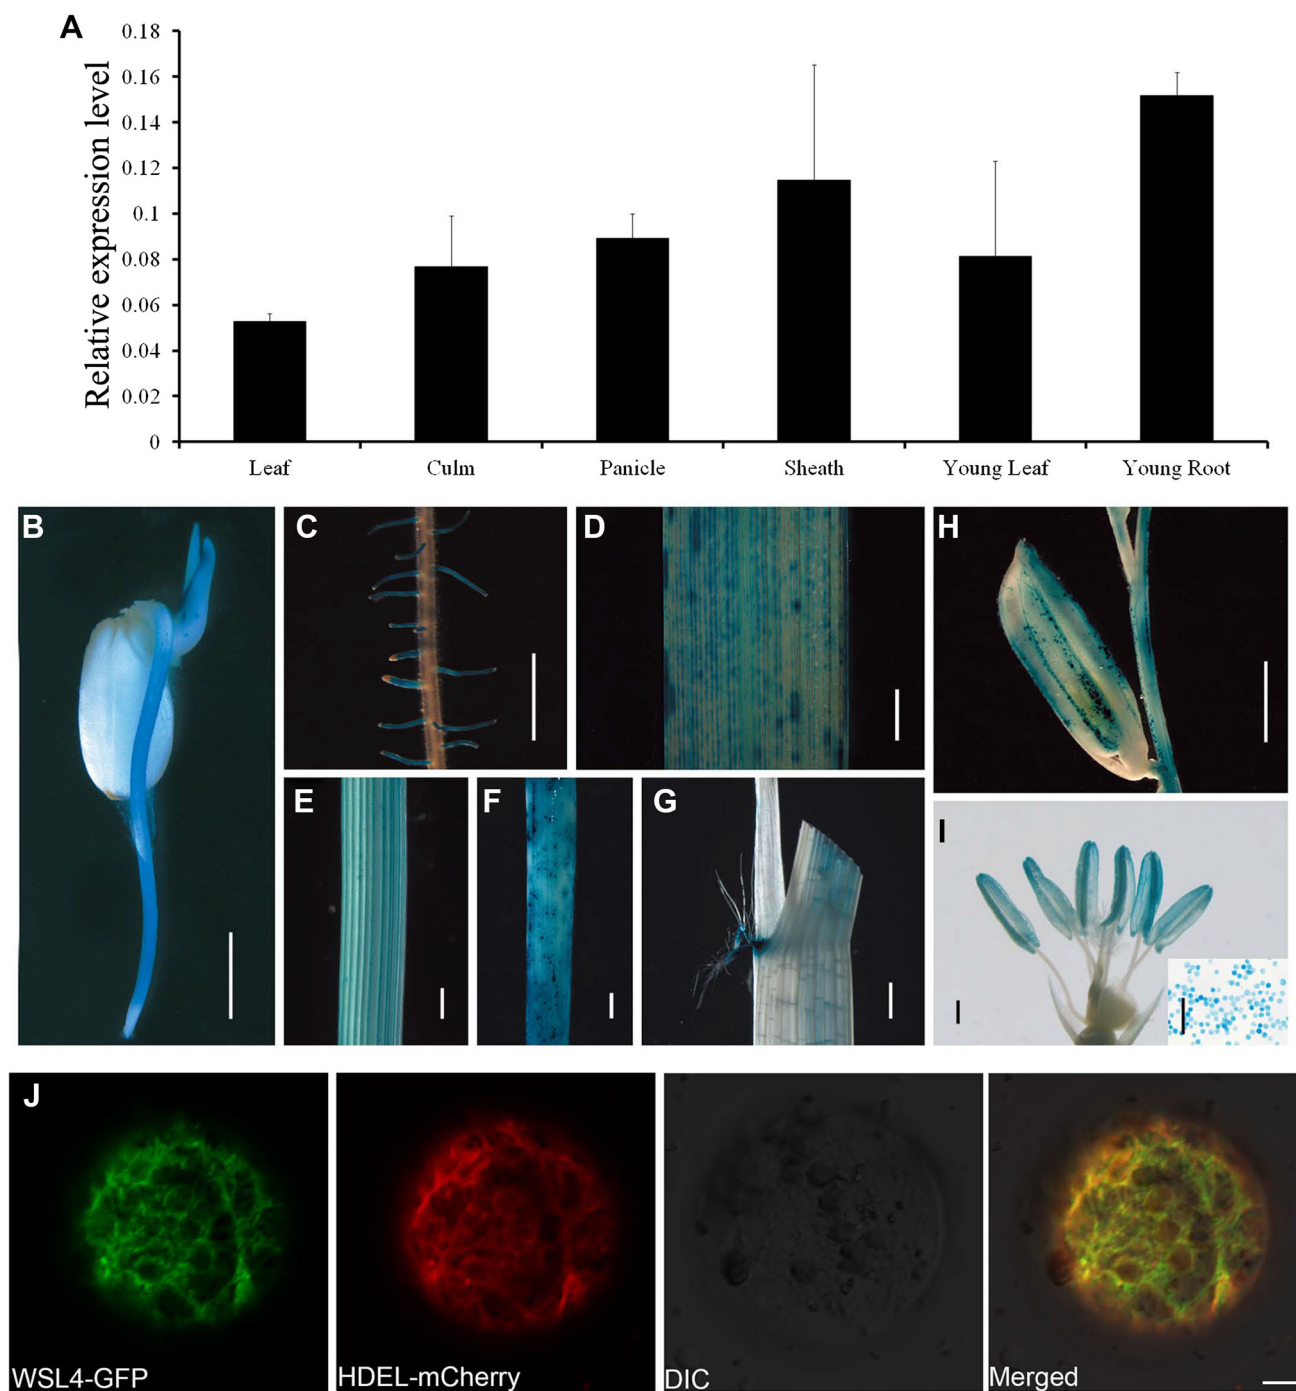 A
Relative expression level
0.18
0.16
0.14
0.12
0.1
0.08
0.06
0.04
0.02
0
Leaf Culm Panicle Sheath Young Leaf Young Root
B
C
D
H
E
F
G
I
J
WSL4-GFP
HDEL-mCherry
DIC
Merged